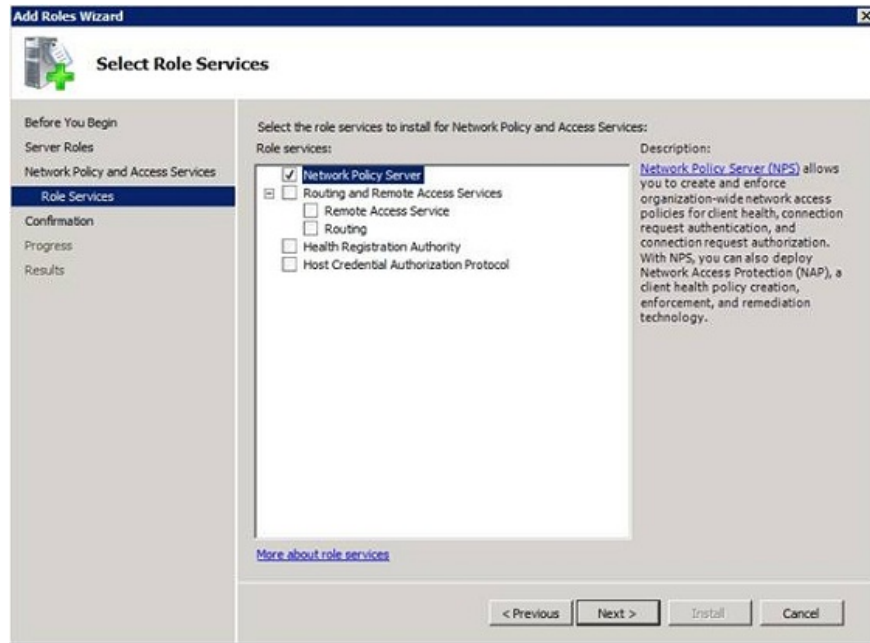 Add Roles Wizard
Select Role Services
Before You Begin
Server Roles
Network Policy and Access Services
Role Services
Confirmation
Progress
Results
Select the role services to install for Network Policy and Access Services:
Role services:
Network Policy Server
Routing and Remote Access Services
Remote Access Service
Routing
Health Registration Authority
Host Credential Authorization Protocol
More about role services
Description:
Network Policy Server (NPS) allows
you to create and enforce
organization-wide network access
policies for client health, connection
request authentication, and
connection request authorization.
With NPS, you can also deploy
Network Access Protection (NAP), a
client health policy creation,
enforcement, and remediation
technology.
< Previous
Next >
Install
Cancel